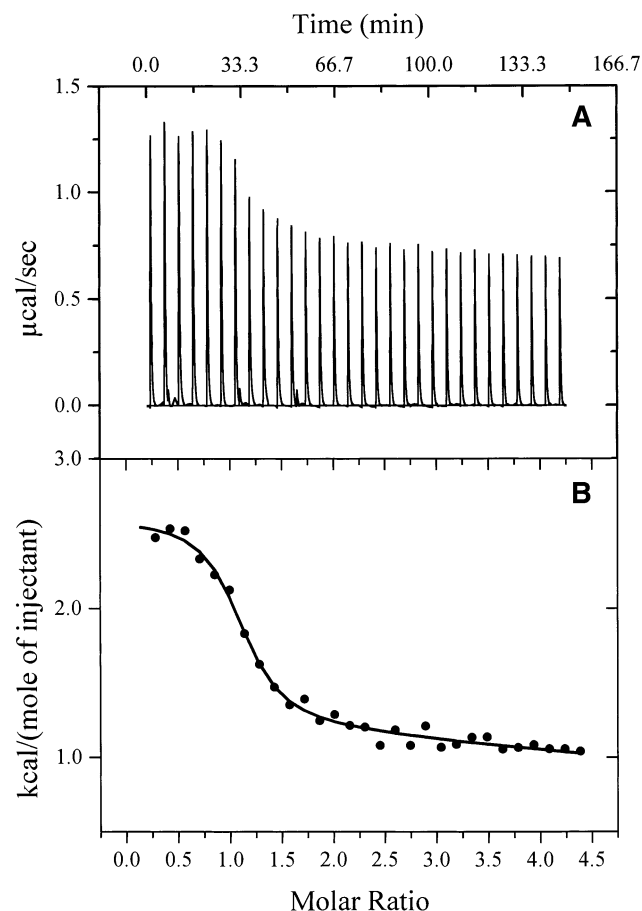 Time (min)
0.0 33.3 66.7 100.0 133.3 166.7
1.5
A
1.0
0.5
0.0
µcal/sec
3.0
B
2.0
1.0
kcal/(mole of injectant)
0.0 0.5 1.0 1.5 2.0 2.5 3.0 3.5 4.0 4.5
Molar Ratio